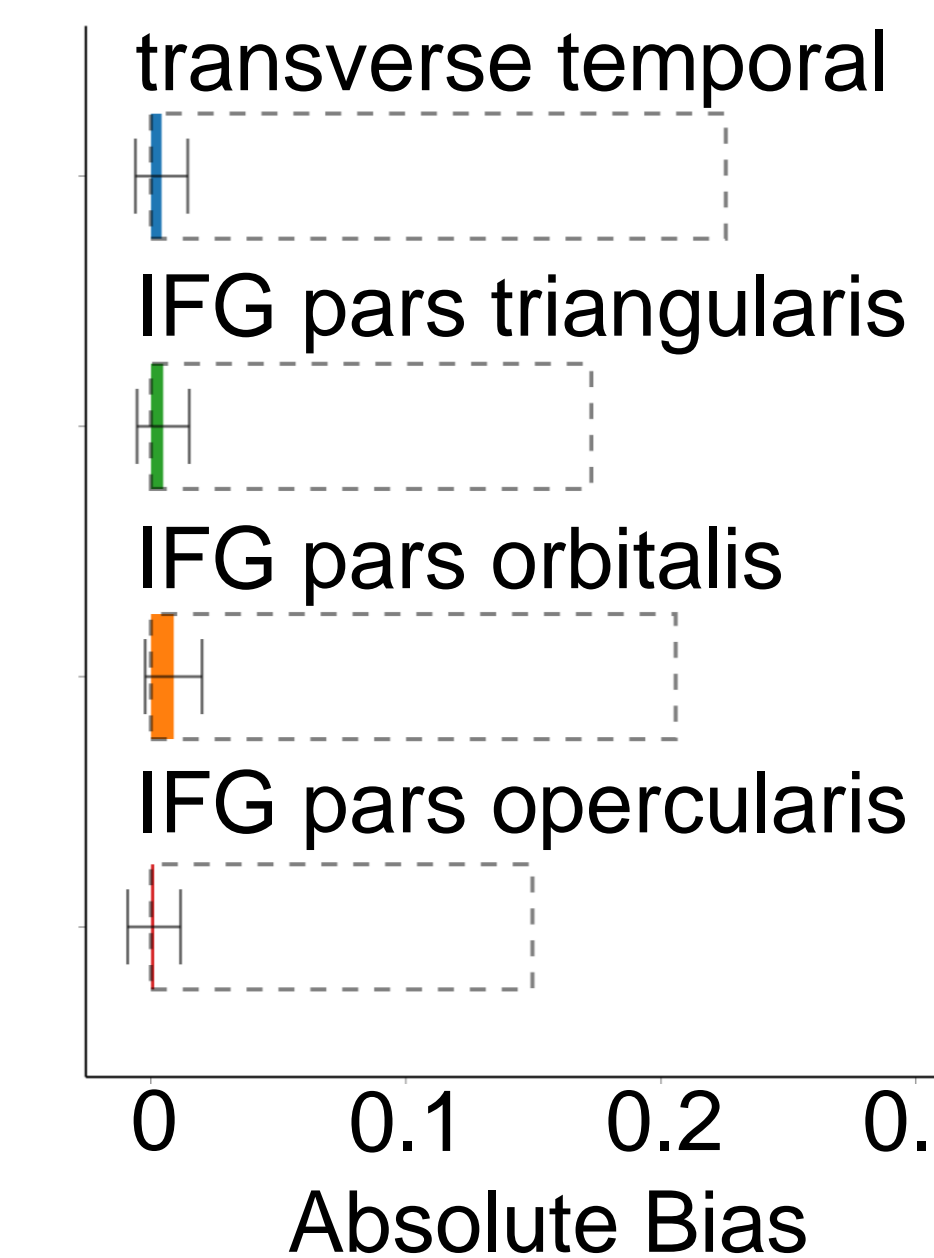 transverse temporal
IFG pars triangularis
IFG pars orbitalis
IFG pars opercularis
0 0.1 0.2 0.
Absolute Bias